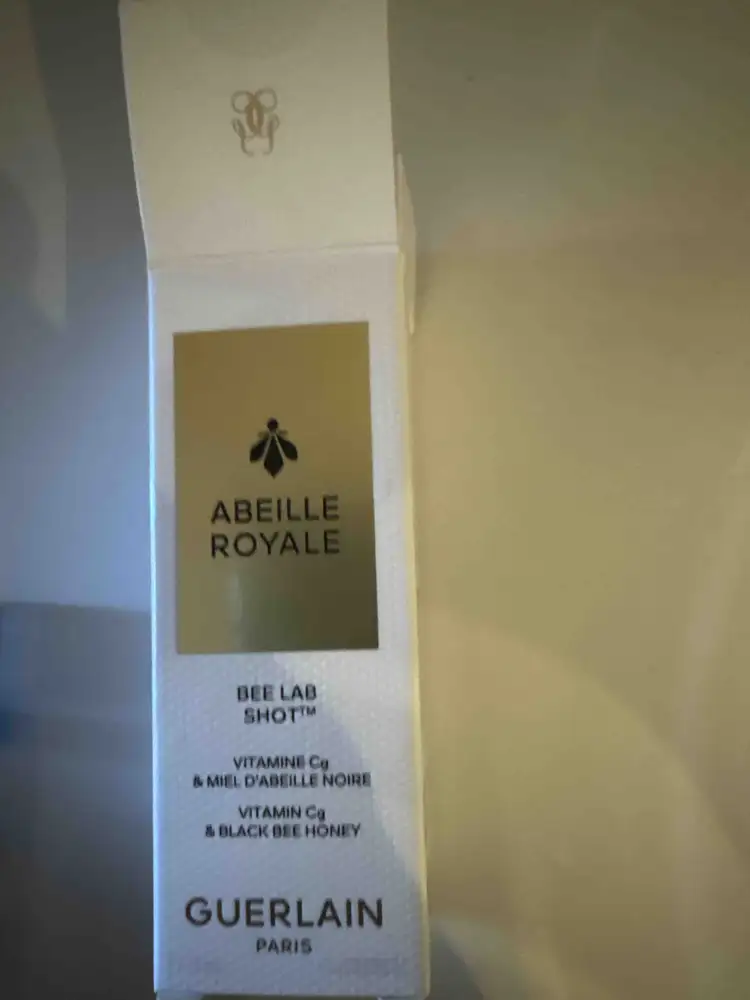 ABEILLE
ROYALE
BEE LAB
SHOT™
VITAMINE Cg
& MIEL D'ABEILLE NOIRE
VITAMIN Cg
& BLACK BEE HONEY
GUERLAIN
PARIS